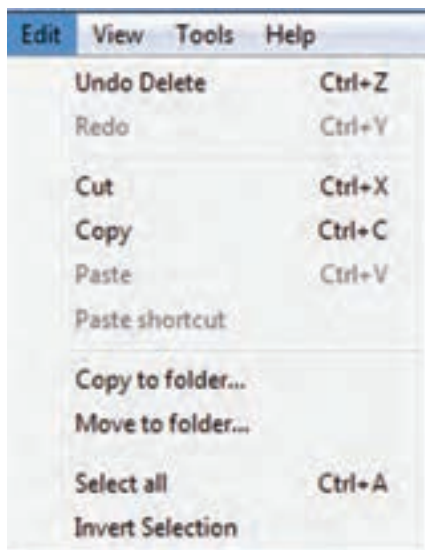 Edit View Tools Help
Undo Delete Ctrl+Z
Redo Ctrl+Y
Cut Ctrl+X
Copy Ctrl+C
Paste Ctrl+V
Paste shortcut
Copy to folder...
Move to folder...
Select all Ctrl+A
Invert Selection